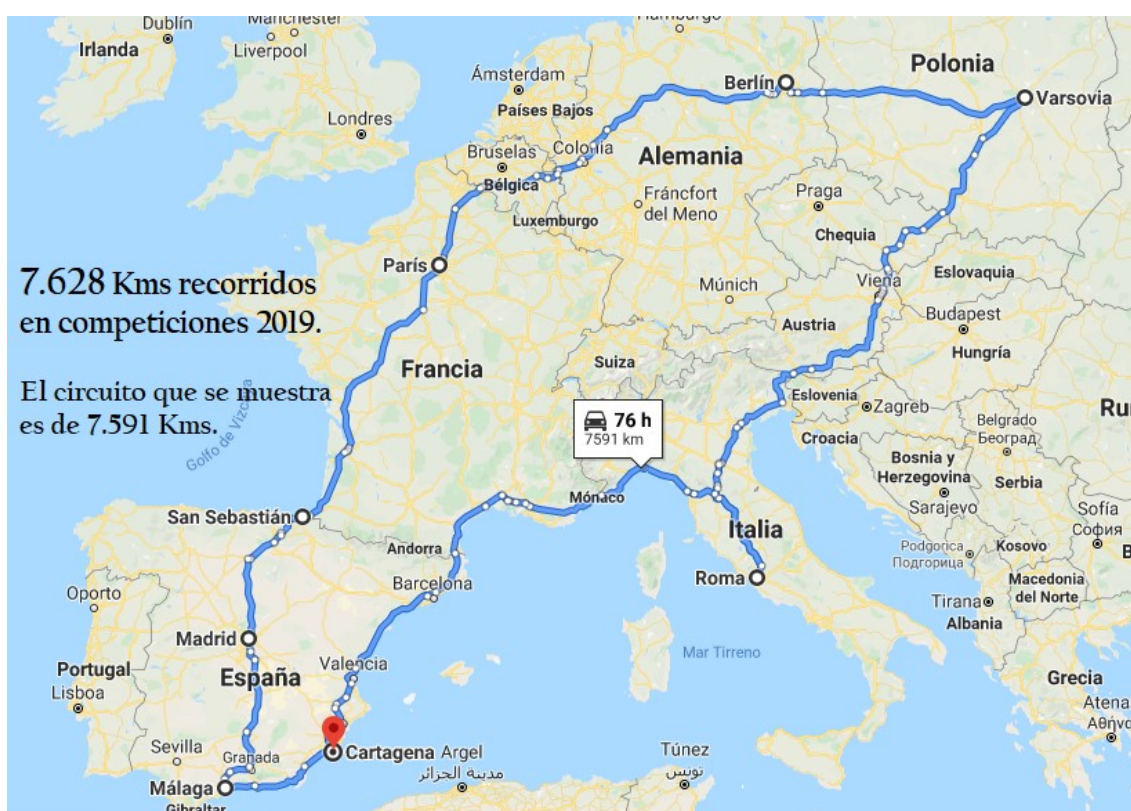 Dublín
Manchester
Hamburgo
Irlanda
Liverpool
Ámsterdam
Berlín
Polonia
Países Bajos
Varsovia
Londres
Bruselas
Colonia
Alemania
Bélgica
Praga
Fráncfort
del Meno
Luxemburgo
Chequia
París
7.628 Kms recorridos
en competiciones 2019.
Múnich
Viena
Eslovaquia
Austria
Budapest
Hungría
Suiza
Francia
El circuito que se muestra
es de 7.591 Kms.
Golfo de Vizcaya
76 h
7591 km
Eslovenia
Zagreb
Croacia
Belgrado
Београд
Bosnia y
Herzegovina
Serbia
Sarajevo
Mónaco
San Sebastián
Italia
Sofía
София
Andorra
Podgorica
Подгорица
Kosovo
Roma
Barcelona
Macedonia
del Norte
Oporto
Tirana
Albania
Madrid
Mar Tirreno
Portugal
España
Valencia
Lisboa
Grecia
Sevilla
Granada
Cartagena
Argel
مدينة الجزائر
Túnez
تونس
Málaga
Gibraltar